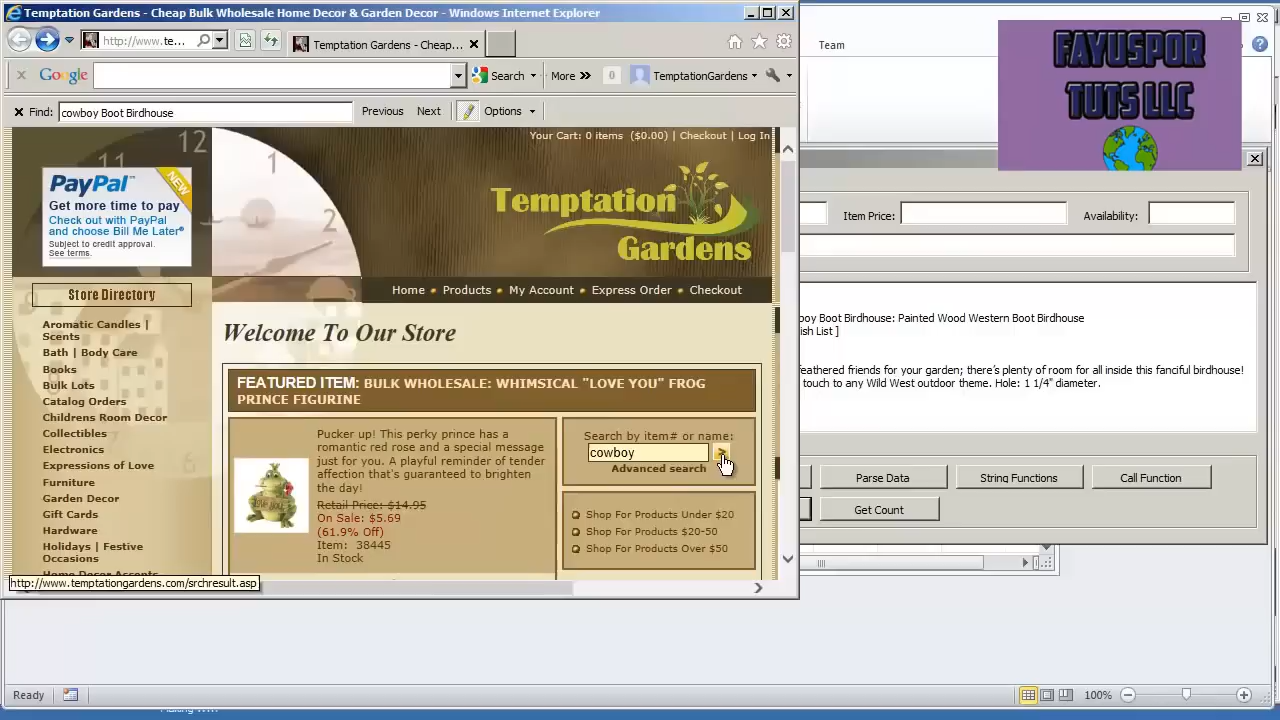 Temptation Gardens - Cheap Bulk Wholesale Home Decor & Garden Decor - Windows Internet Explorer
http://www.te...
Temptation Gardens - Cheap...
Google
Search
More »
0
TemptationGardens
Find: cowboy Boot Birdhouse
Previous
Next
Options
Team
FAYUSPOR
TUTS LLC
12
11
1
2
Your Cart: 0 items ($0.00) | Checkout | Log In
PayPal™
NEW
Get more time to pay
Check out with PayPal
and choose Bill Me Later®
Subject to credit approval.
See terms.
Temptation
Gardens
Home
Products
My Account
Express Order
Checkout
Store Directory
Aromatic Candles |
Scents
Bath | Body Care
Books
Bulk Lots
Catalog Orders
Childrens Room Decor
Collectibles
Electronics
Expressions of Love
Furniture
Garden Decor
Gift Cards
Hardware
Holidays | Festive
Occasions
Home Decor Accents
http://www.temptationgardens.com/srchresult.asp
Welcome To Our Store
FEATURED ITEM: BULK WHOLESALE: WHIMSICAL "LOVE YOU" FROG
PRINCE FIGURINE
Pucker up! This perky prince has a
romantic red rose and a special message
just for you. A playful reminder of tender
affection that's guaranteed to brighten
the day!
Retail Price: $14.95
On Sale: $5.69
(61.9% Off)
Item: 38445
In Stock
Search by item# or name:
cowboy
Advanced search
Shop For Products Under $20
Shop For Products $20-50
Shop For Products Over $50
Item Price:
Availability:
boy Boot Birdhouse: Painted Wood Western Boot Birdhouse
ish List ]
feathered friends for your garden; there's plenty of room for all inside this fanciful birdhouse!
touch to any Wild West outdoor theme. Hole: 1 1/4" diameter.
Parse Data
String Functions
Call Function
Get Count
Ready
100%